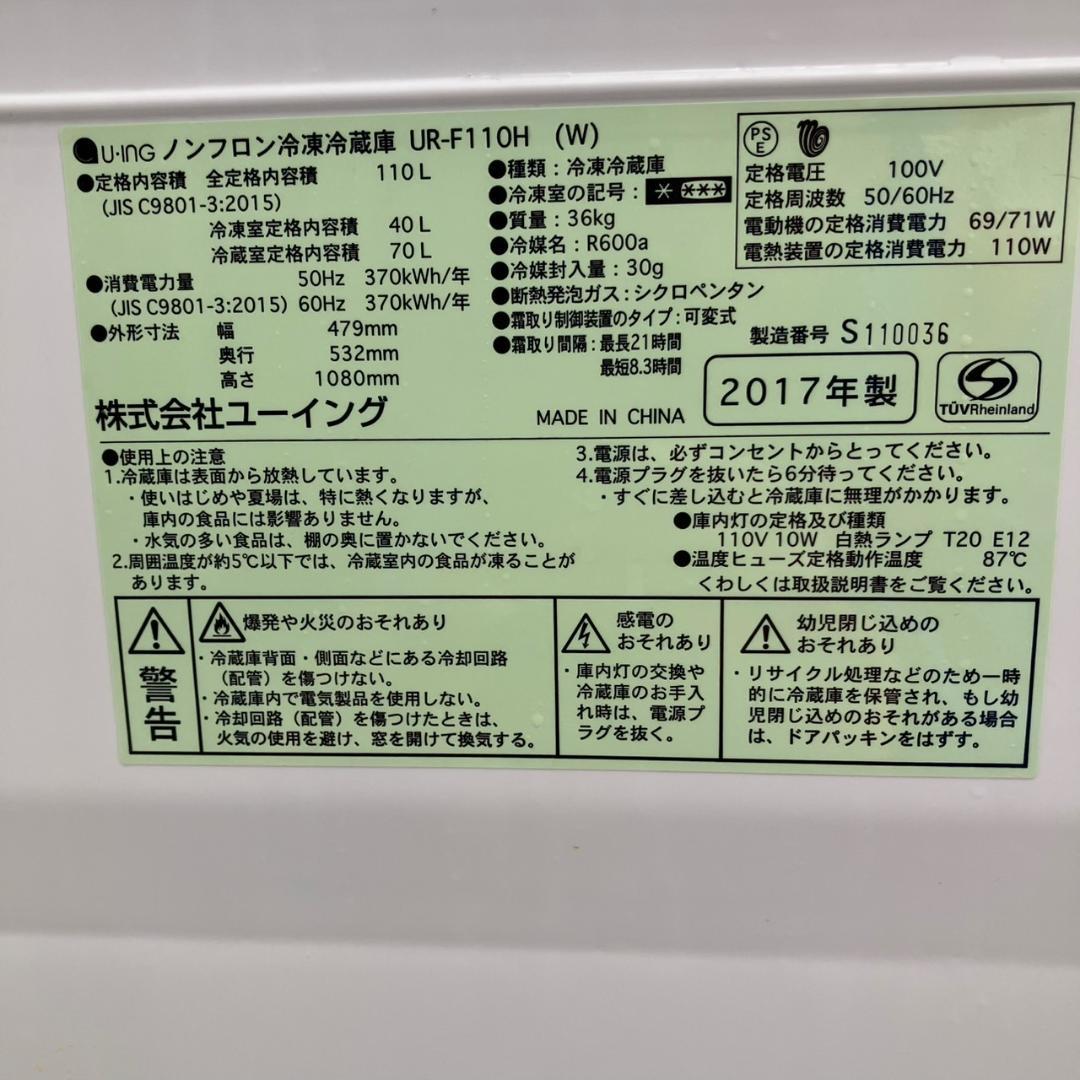 U-ING ノンフロン冷凍冷蔵庫 UR-F110H (W)
●定格内容積 全定格内容積 110L
(JIS C9801-3:2015)
冷凍室定格内容積 40L
冷蔵室定格内容積 70L
●消費電力量 50Hz 370kWh/年
(JIS C9801-3:2015) 60Hz 370kWh/年
●外形寸法 幅 479mm
奥行 532mm
高さ 1080mm
株式会社ユーイング
●種類:冷凍冷蔵庫
●冷凍室の記号:* ***
●質量:36kg
●冷媒名:R600a
●冷媒封入量:30g
●断熱発泡ガス:シクロペンタン
●霜取り制御装置のタイプ:可変式
●霜取り間隔:最長21時間
最短8.3時間
MADE IN CHINA
PS
E
定格電圧 100V
定格周波数 50/60Hz
電動機の定格消費電力 69/71W
電熱装置の定格消費電力 110W
製造番号 S110036
2017年製
TÜVRheinland
●使用上の注意
1.冷蔵庫は表面から放熱しています。
・使いはじめや夏場は、特に熱くなりますが、
庫内の食品には影響ありません。
・水気の多い食品は、棚の奥に置かないでください。
2.周囲温度が約5℃以下では、冷蔵室内の食品が凍ることが
あります。
3.電源は、必ずコンセントからとってください。
4.電源プラグを抜いたら6分待ってください。
・すぐに差し込むと冷蔵庫に無理がかかります。
●庫内灯の定格及び種類
110V 10W 白熱ランプ T20 E12
●温度ヒューズ定格動作温度 87℃
くわしくは取扱説明書をご覧ください。
警告
爆発や火災のおそれあり
・冷蔵庫背面・側面などにある冷却回路
(配管)を傷つけない。
・冷蔵庫内で電気製品を使用しない。
・冷却回路(配管)を傷つけたときは、
火気の使用を避け、窓を開けて換気する。
感電の
おそれあり
・庫内灯の交換や
冷蔵庫のお手入
れ時は、電源プ
ラグを抜く。
幼児閉じ込めの
おそれあり
・リサイクル処理などのため一時
的に冷蔵庫を保管され、もし幼
児閉じ込めのおそれがある場合
は、ドアパッキンをはずす。